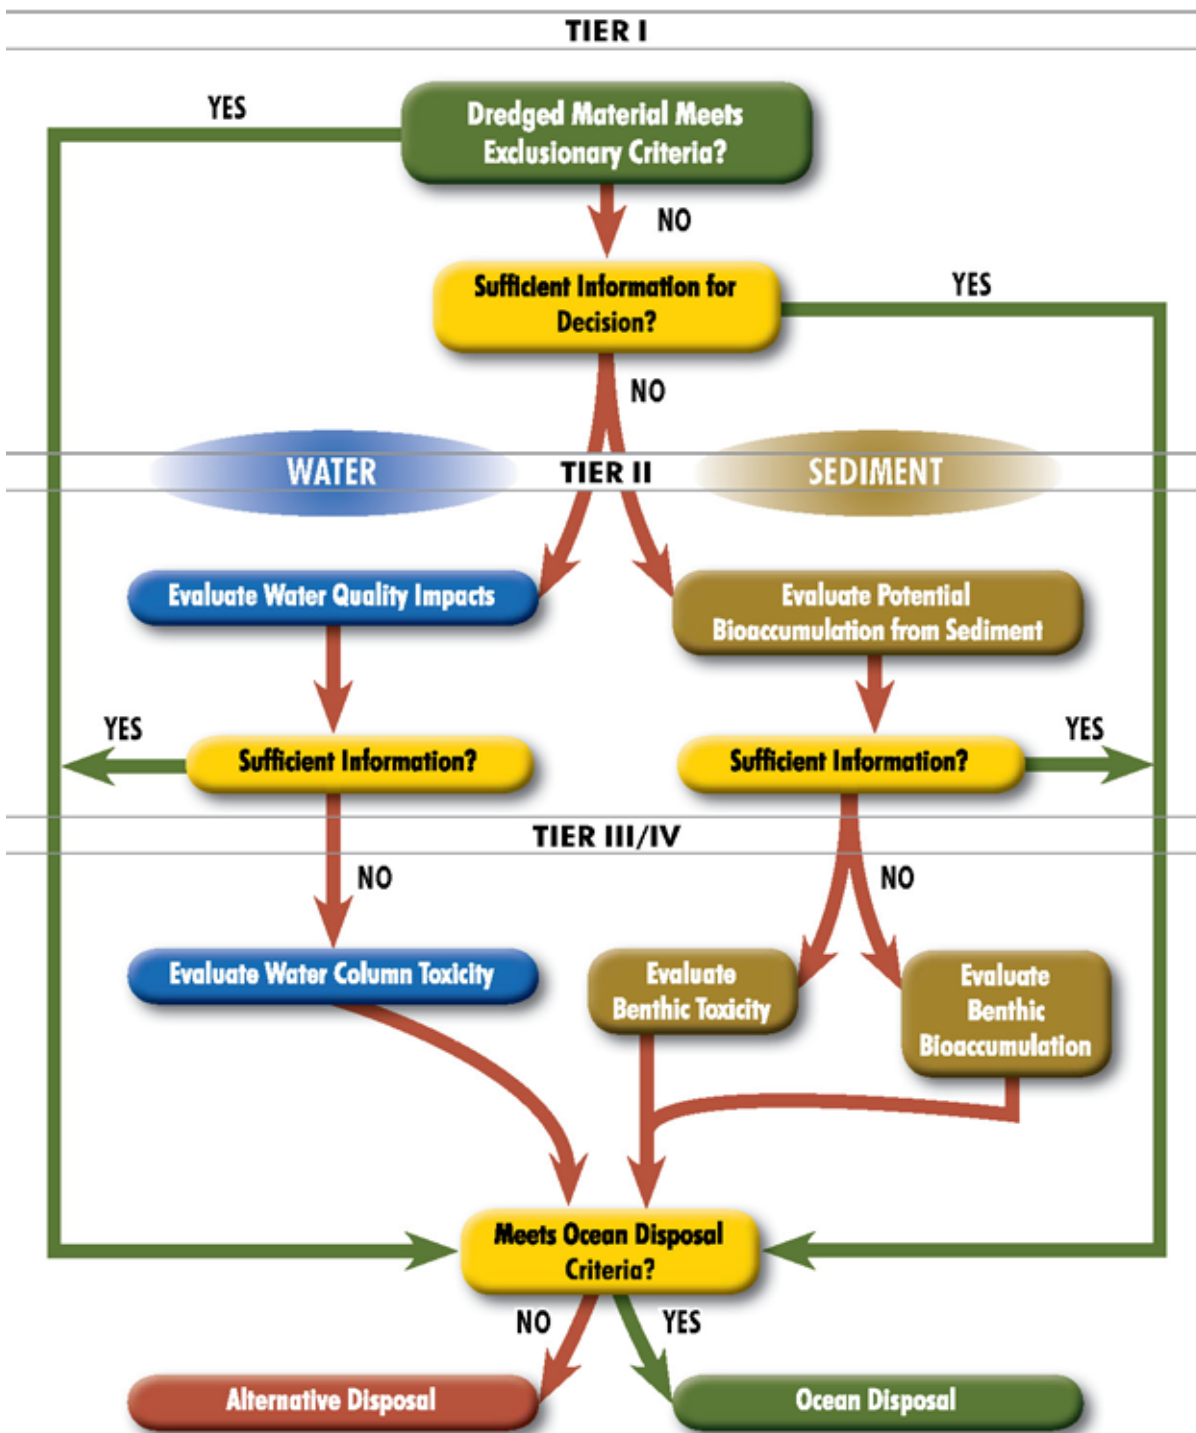 TIER I
YES
Dredged Material Meets
Exclusionary Criteria?
NO
Sufficient Information for
Decision?
YES
NO
WATER
TIER II
SEDIMENT
Evaluate Water Quality Impacts
Evaluate Potential
Bioaccumulation from Sediment
YES
Sufficient Information?
Sufficient Information?
YES
TIER III/IV
NO
NO
Evaluate Water Column Toxicity
Evaluate
Benthic Toxicity
Evaluate
Benthic
Bioaccumulation
Meets Ocean Disposal
Criteria?
NO
YES
Alternative Disposal
Ocean Disposal